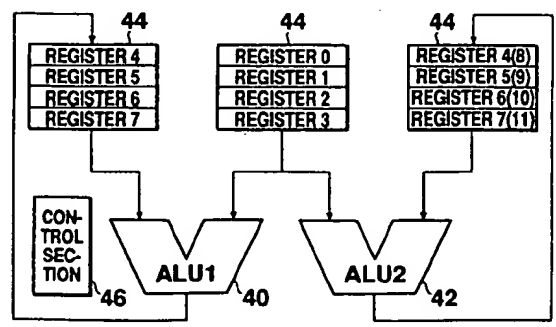 44
44
44
REGISTER 4
REGISTER 5
REGISTER 6
REGISTER 7
REGISTER 0
REGISTER 1
REGISTER 2
REGISTER 3
REGISTER 4(8)
REGISTER 5(9)
REGISTER 6(10)
REGISTER 7(11)
CON-
TROL
SEC-
TION
46
ALU1
40
ALU2
42